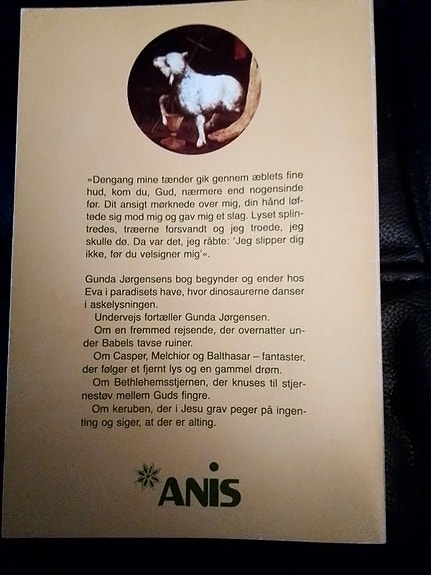 »Dengang mine tænder gik gennem æblets fine
hud, kom du, Gud, nærmere end nogensinde
før. Dit ansigt mørknede over mig, din hånd løf-
tede sig mod mig og gav mig et slag. Lyset splin-
tredes, træerne forsvandt og jeg troede, jeg
skulle dø. Da var det, jeg råbte: 'Jeg slipper dig
ikke, før du velsigner mig'«.
Gunda Jørgensens bog begynder og ender hos
Eva i paradisets have, hvor dinosaurerne danser
i askelysningen.
Undervejs fortæller Gunda Jørgensen.
Om en fremmed rejsende, der overnatter un-
der Babels tavse ruiner.
Om Casper, Melchior og Balthasar – fantaster,
der følger et fjernt lys og en gammel drøm.
Om Bethlehemsstjernen, der knuses til stjer-
nestøv mellem Guds fingre.
Om keruben, der i Jesu grav peger på ingen-
ting og siger, at der er alting.
ANIS